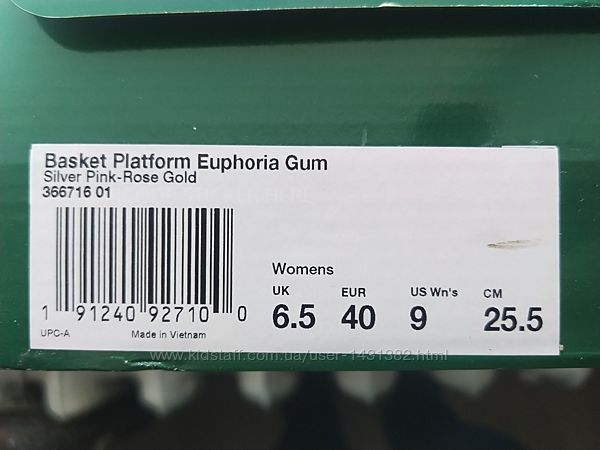 Basket Platform Euphoria Gum
Silver Pink-Rose Gold
366716 01
1 91240 92710 0
UPC-A Made in Vietnam
Womens
UK EUR US Wn's CM
6.5 40 9 25.5
www.kidstaff.com.ua/user-1481982.html